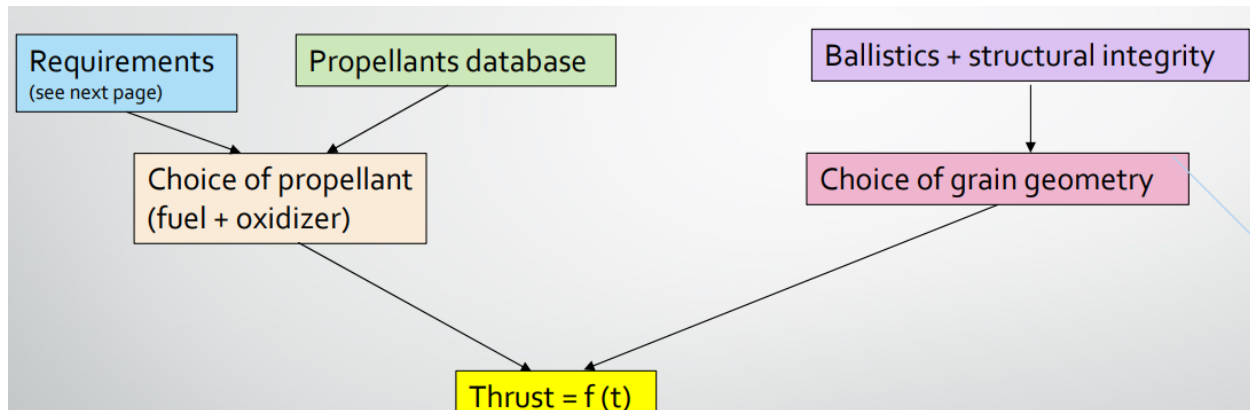 Requirements
(see next page)
Propellants database
Ballistics + structural integrity
Choice of propellant
(fuel + oxidizer)
Choice of grain geometry
Thrust = f (t)